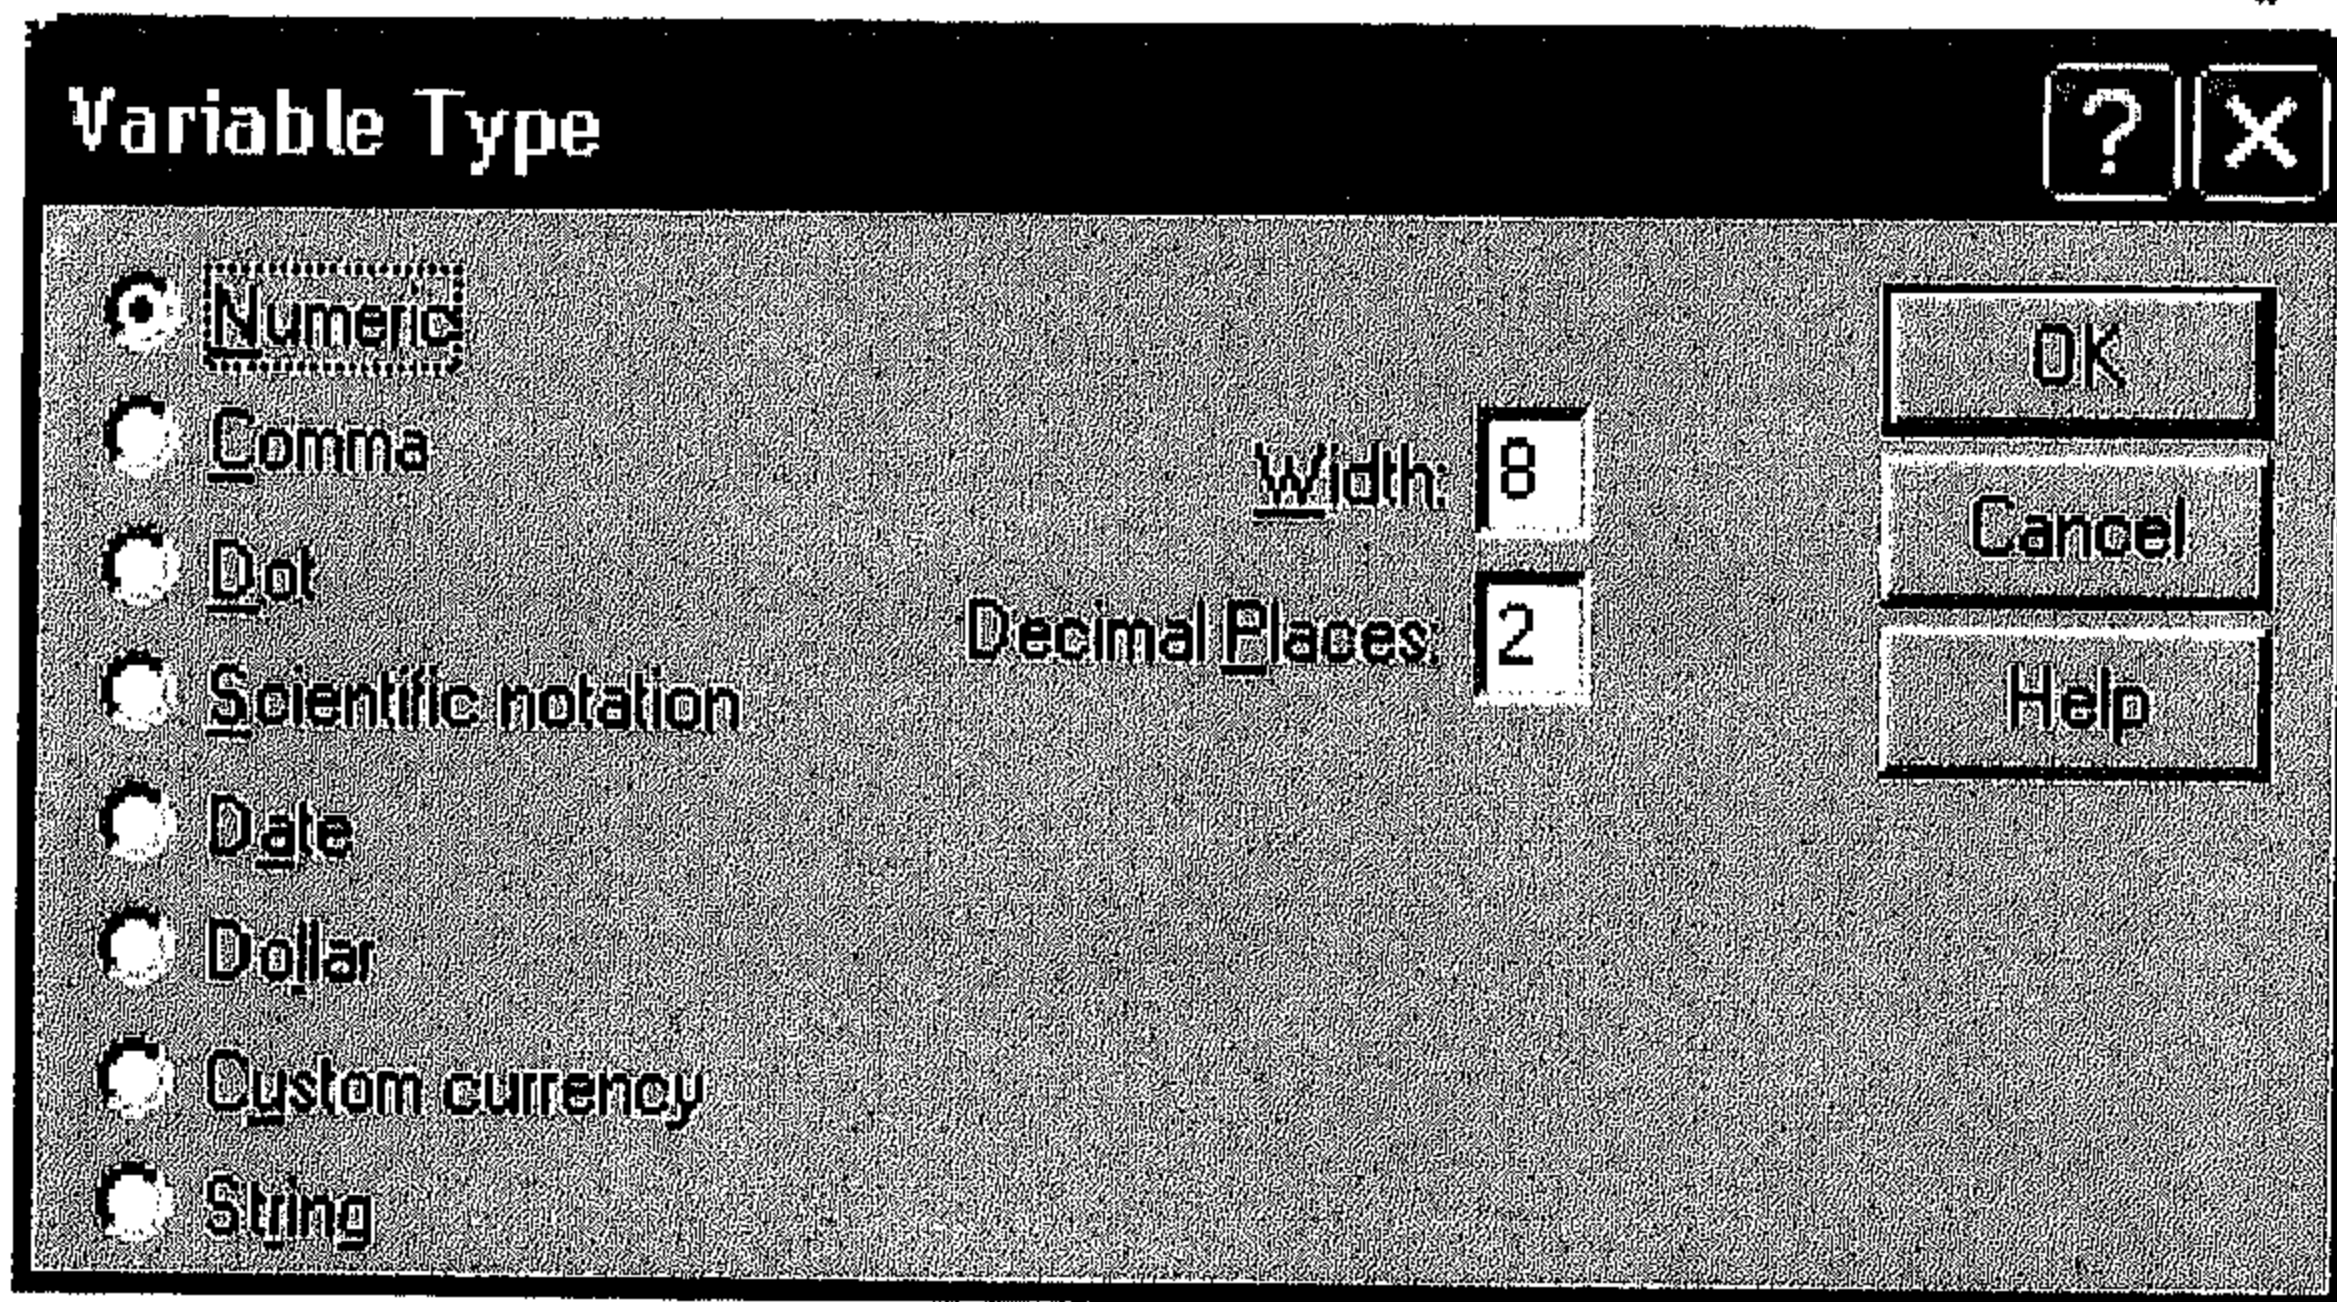 Variable Type
Numeric
Comma
Dot
Scientific notation
Date
Dollar
Custom currency
String
Width: 8
Decimal Places: 2
OK
Cancel
Help